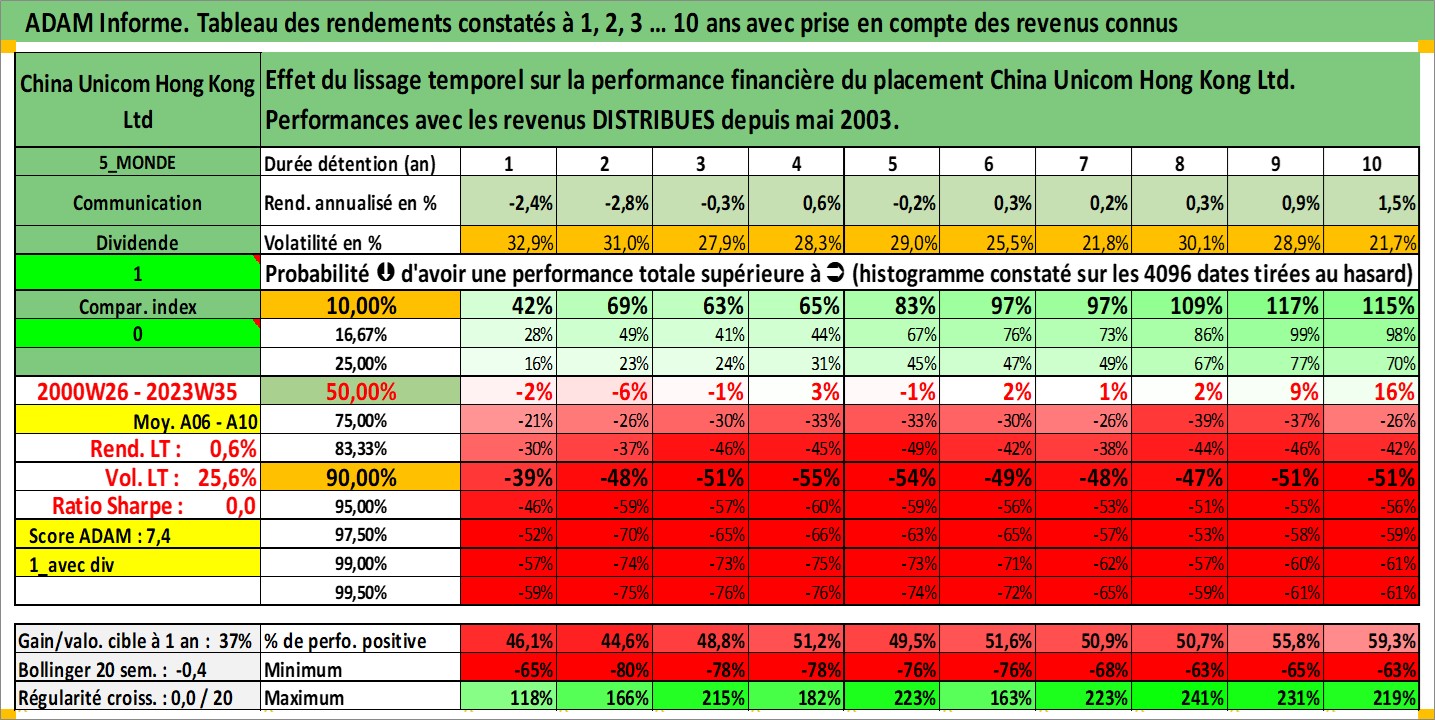 ADAM Informe. Tableau des rendements constatés à 1, 2, 3 ... 10 ans avec prise en compte des revenus connus
China Unicom Hong Kong Ltd
Effet du lissage temporel sur la performance financière du placement China Unicom Hong Kong Ltd.
Performances avec les revenus DISTRIBUES depuis mai 2003.
5_MONDE Durée détention (an) 1 2 3 4 5 6 7 8 9 10
Communication Rend. annualisé en % -2,4% -2,8% -0,3% 0,6% -0,2% 0,3% 0,2% 0,3% 0,9% 1,5%
Dividende Volatilité en % 32,9% 31,0% 27,9% 28,3% 29,0% 25,5% 21,8% 30,1% 28,9% 21,7%
1 Probabilité ⬇ d'avoir une performance totale supérieure à ➲ (histogramme constaté sur les 4096 dates tirées au hasard)
Compar. index 10,00% 42% 69% 63% 65% 83% 97% 97% 109% 117% 115%
0 16,67% 28% 49% 41% 44% 67% 76% 73% 86% 99% 98%
25,00% 16% 23% 24% 31% 45% 47% 49% 67% 77% 70%
2000W26 - 2023W35 50,00% -2% -6% -1% 3% -1% 2% 1% 2% 9% 16%
Moy. A06 - A10 75,00% -21% -26% -30% -33% -33% -30% -26% -39% -37% -26%
Rend. LT : 0,6% 83,33% -30% -37% -46% -45% -49% -42% -38% -44% -46% -42%
Vol. LT : 25,6% 90,00% -39% -48% -51% -55% -54% -49% -48% -47% -51% -51%
Ratio Sharpe : 0,0 95,00% -46% -59% -57% -60% -59% -56% -53% -51% -55% -56%
Score ADAM : 7,4 97,50% -52% -70% -65% -66% -63% -65% -57% -53% -58% -59%
1_avec div 99,00% -57% -74% -73% -75% -73% -71% -62% -57% -60% -61%
99,50% -59% -75% -76% -76% -74% -72% -65% -59% -61% -61%
Gain/valo. cible à 1 an : 37% % de perfo. positive 46,1% 44,6% 48,8% 51,2% 49,5% 51,6% 50,9% 50,7% 55,8% 59,3%
Bollinger 20 sem. : -0,4 Minimum -65% -80% -78% -78% -76% -76% -68% -63% -65% -63%
Régularité croiss. : 0,0 / 20 Maximum 118% 166% 215% 182% 223% 163% 223% 241% 231% 219%